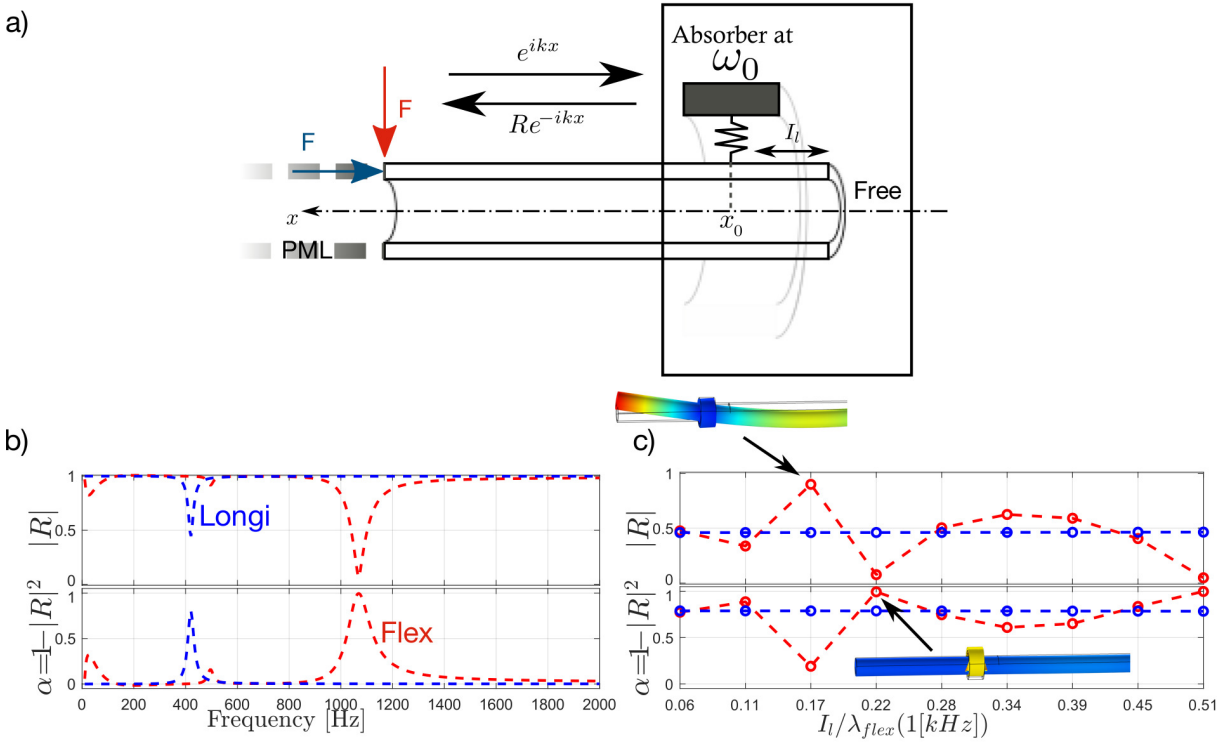 a)
Absorber at
ω₀
e^{ikx}
Re^{-ikx}
F
F
I_l
Free
x
x₀
PML
b)
c)
1
0.5
0
|R|
Longi
1
0.5
0
α=1-|R|²
Flex
0 200 400 600 800 1000 1200 1400 1600 1800 2000
Frequency [Hz]
1
0.5
0
|R|
1
0.5
0
α=1-|R|²
0.06 0.11 0.17 0.22 0.28 0.34 0.39 0.45 0.51
I_l/λ_{flex}(1[kHz])